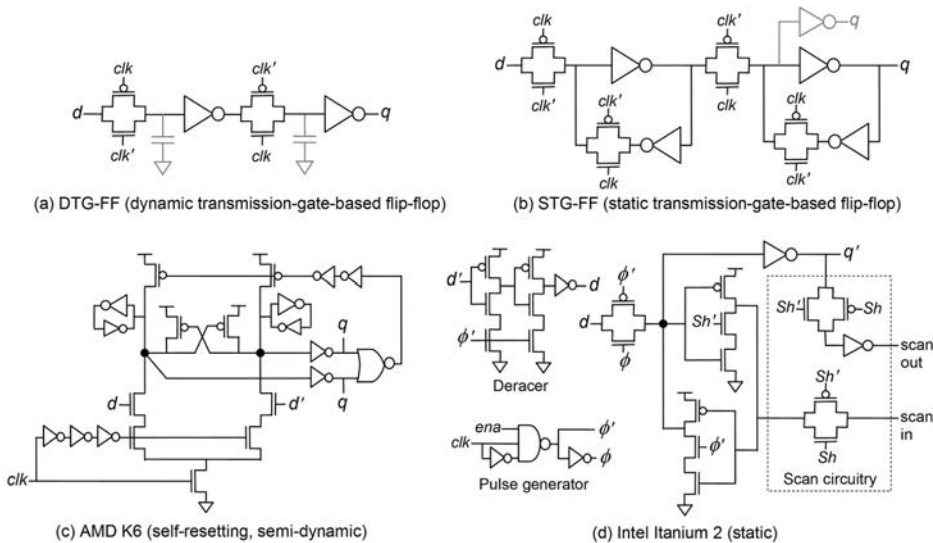 clk
clk'
d
q
clk'
clk
(a) DTG-FF (dynamic transmission-gate-based flip-flop)
clk
clk'
q
d
q
clk'
clk'
clk
clk
clk
clk'
(b) STG-FF (static transmission-gate-based flip-flop)
q
q
d
d'
clk
(c) AMD K6 (self-resetting, semi-dynamic)
d'
d
ϕ'
Deracer
ϕ'
d
ϕ
q'
Sh'
Sh'
Sh
scan
out
Sh'
scan
in
Sh
Scan circuitry
ϕ'
ena
clk
ϕ'
ϕ
Pulse generator
(d) Intel Itanium 2 (static)